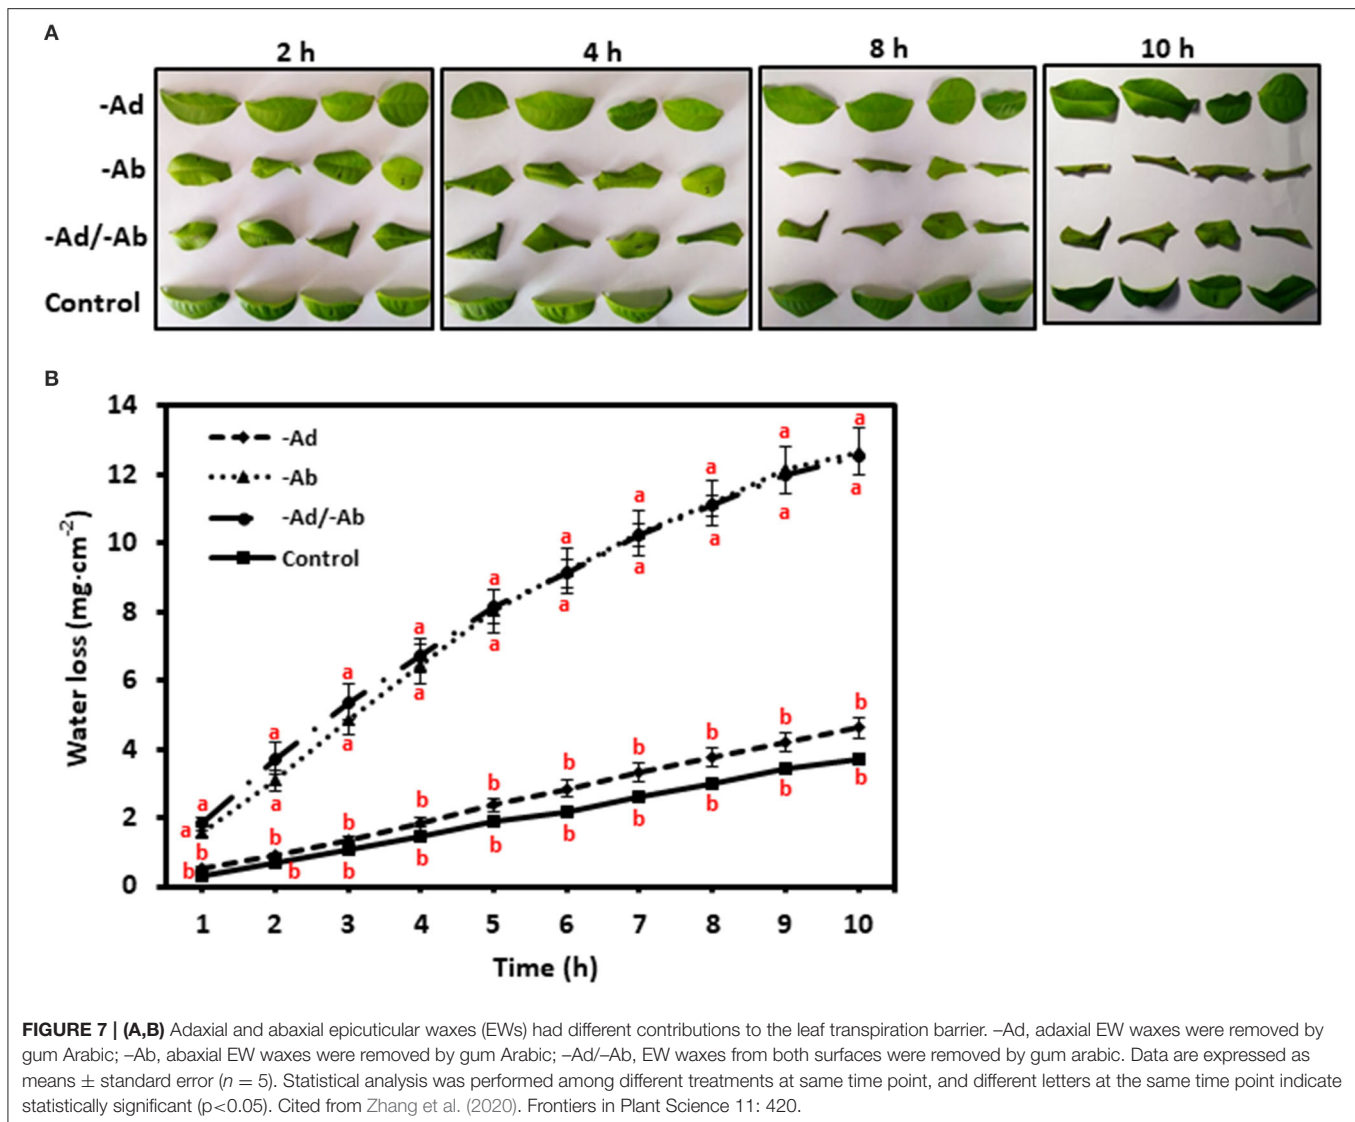 A
2 h
4 h
8 h
10 h
-Ad
-Ab
-Ad/-Ab
Control
B
14
12
10
8
6
4
2
0
Water loss (mg·cm-2)
-Ad
-Ab
-Ad/-Ab
Control
a a a a a a a a a a
a a a a a a a a a a
b b b b b b b b b b
b b b b b b b b b b
1 2 3 4 5 6 7 8 9 10
Time (h)
FIGURE 7 | (A,B) Adaxial and abaxial epicuticular waxes (EWs) had different contributions to the leaf transpiration barrier. –Ad, adaxial EW waxes were removed by
gum Arabic; –Ab, abaxial EW waxes were removed by gum Arabic; –Ad/–Ab, EW waxes from both surfaces were removed by gum arabic. Data are expressed as
means ± standard error (n = 5). Statistical analysis was performed among different treatments at same time point, and different letters at the same time point indicate
statistically significant (p<0.05). Cited from Zhang et al. (2020). Frontiers in Plant Science 11: 420.